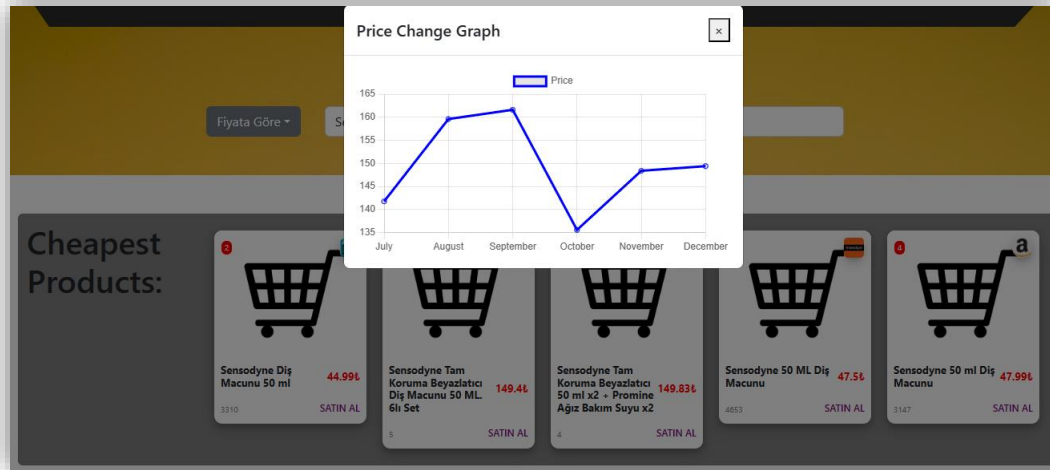 Price Change Graph
×
Price
165
160
155
150
145
140
135
July August September October November December
Fiyata Göre
Cheapest
Products:
2
Sensodyne Diş
Macunu 50 ml
44.99₺
3310
SATIN AL
Sensodyne Tam
Koruma Beyazlatıcı
Diş Macunu 50 ML.
6lı Set
149.4₺
5
SATIN AL
Sensodyne Tam
Koruma Beyazlatıcı
50 ml x2 + Promine
Ağız Bakım Suyu x2
149.83₺
4
SATIN AL
Sensodyne 50 ML Diş
Macunu
47.5₺
4653
SATIN AL
4
a
Sensodyne 50 ml Diş
Macunu
47.99₺
3147
SATIN AL